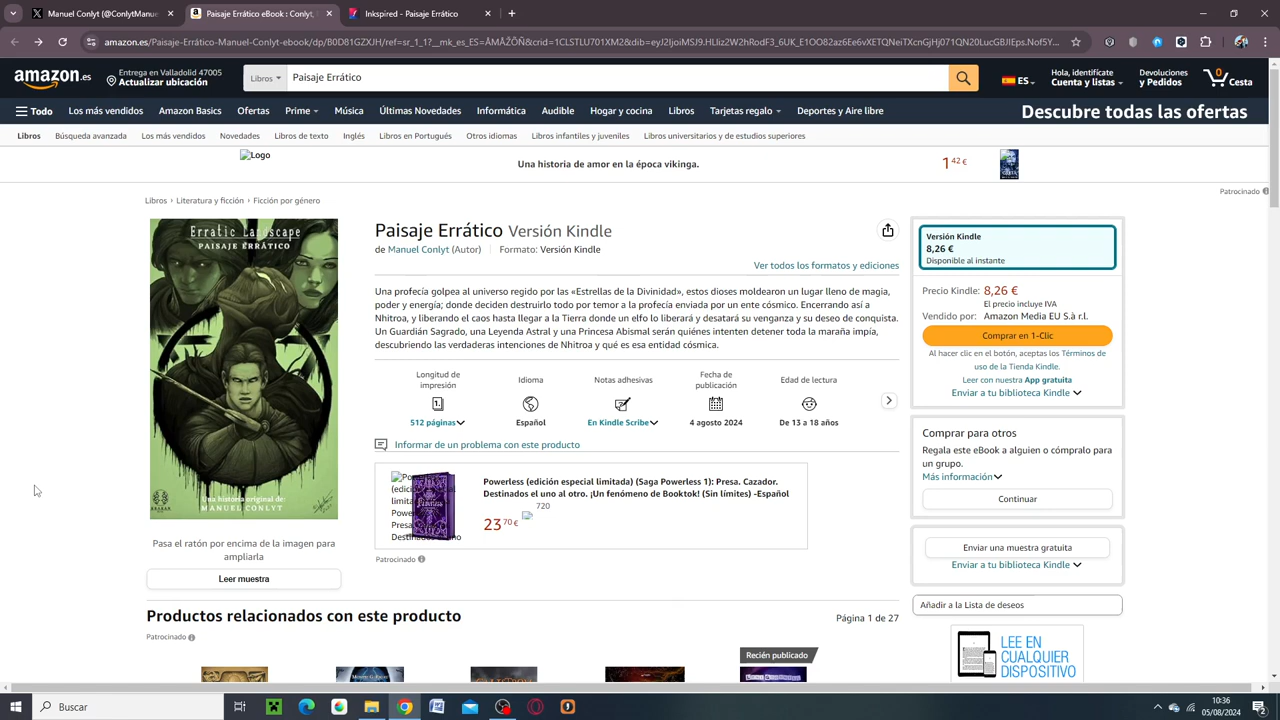 Manuel Conlyt (@ConlytManue
Paisaje Errático eBook : Conlyt
Inspired - Paisaje Errático
amazon.es/Paisaje-Errático-Manuel-Conlyt-ebook/dp/B0D81GZXJH/ref=sr_1_1?__mk_es_ES=ÅMÅŽÕÑ&crid=1CLSTLU701XM2&dib=
amazon.es
Entrega en Valladolid 47005
Actualizar ubicación
Libros
Paisaje Errático
ES
Hola, identifícate
Cuenta y listas
Devoluciones
y Pedidos
0
Cesta
Todo
Los más vendidos
Amazon Basics
Ofertas
Prime
Música
Últimas Novedades
Informática
Audible
Hogar y cocina
Libros
Tarjetas regalo
Deportes y Aire libre
Descubre todas las ofertas
Libros
Búsqueda avanzada
Los más vendidos
Novedades
Libros de texto
Inglés
Libros en Portugués
Otros idiomas
Libros infantiles y juveniles
Libros universitarios y de estudios superiores
Logo
Una historia de amor en la época vikinga.
1 42 €
Patrocinado
Libros › Literatura y ficción › Ficción por género
Erratic Landscape
PAISAJE ERRÁTICO
Una historia original de:
MANUEL CONLYT
Pasa el ratón por encima de la imagen para
ampliarla
Leer muestra
Paisaje Errático Versión Kindle
de Manuel Conlyt (Autor) | Formato: Versión Kindle
Ver todos los formatos y ediciones
Una profecía golpea al universo regido por las «Estrellas de la Divinidad», estos dioses moldearon un lugar lleno de magia,
poder y energía; donde deciden destruirlo todo por temor a la profecía enviada por un ente cósmico. Encerrando así a
Nhitroa, y liberando el caos hasta llegar a la Tierra donde un elfo lo liberará y desatará su venganza y su deseo de conquista.
Un Guardián Sagrado, una Leyenda Astral y una Princesa Abismal serán quiénes intenten detener toda la maraña impía,
descubriendo las verdaderas intenciones de Nhitroa y qué es esa entidad cósmica.
Longitud de
impresión
512 páginas
Idioma
Español
Notas adhesivas
En Kindle Scribe
Fecha de
publicación
4 agosto 2024
Edad de lectura
De 13 a 18 años
Informar de un problema con este producto
Powerless (edición especial limitada) (Saga Powerless 1): Presa. Cazador.
Destinados el uno al otro. ¡Un fenómeno de Booktok! (Sin límites) -Español
720
23 70 €
Patrocinado
Versión Kindle
8,26 €
Disponible al instante
Precio Kindle: 8,26 €
El precio incluye IVA
Vendido por: Amazon Media EU S.à r.l.
Comprar en 1-Clic
Al hacer clic en el botón, aceptas los Términos de
uso de la Tienda Kindle.
Leer con nuestra App gratuita
Enviar a tu biblioteca Kindle
Comprar para otros
Regala este eBook a alguien o cómpralo para
un grupo.
Más información
Continuar
Enviar una muestra gratuita
Enviar a tu biblioteca Kindle
Añadir a la Lista de deseos
LEE EN
CUALQUIER
DISPOSITIVO
Productos relacionados con este producto
Página 1 de 27
Patrocinado
Recién publicado
Buscar
10:36
05/08/2024